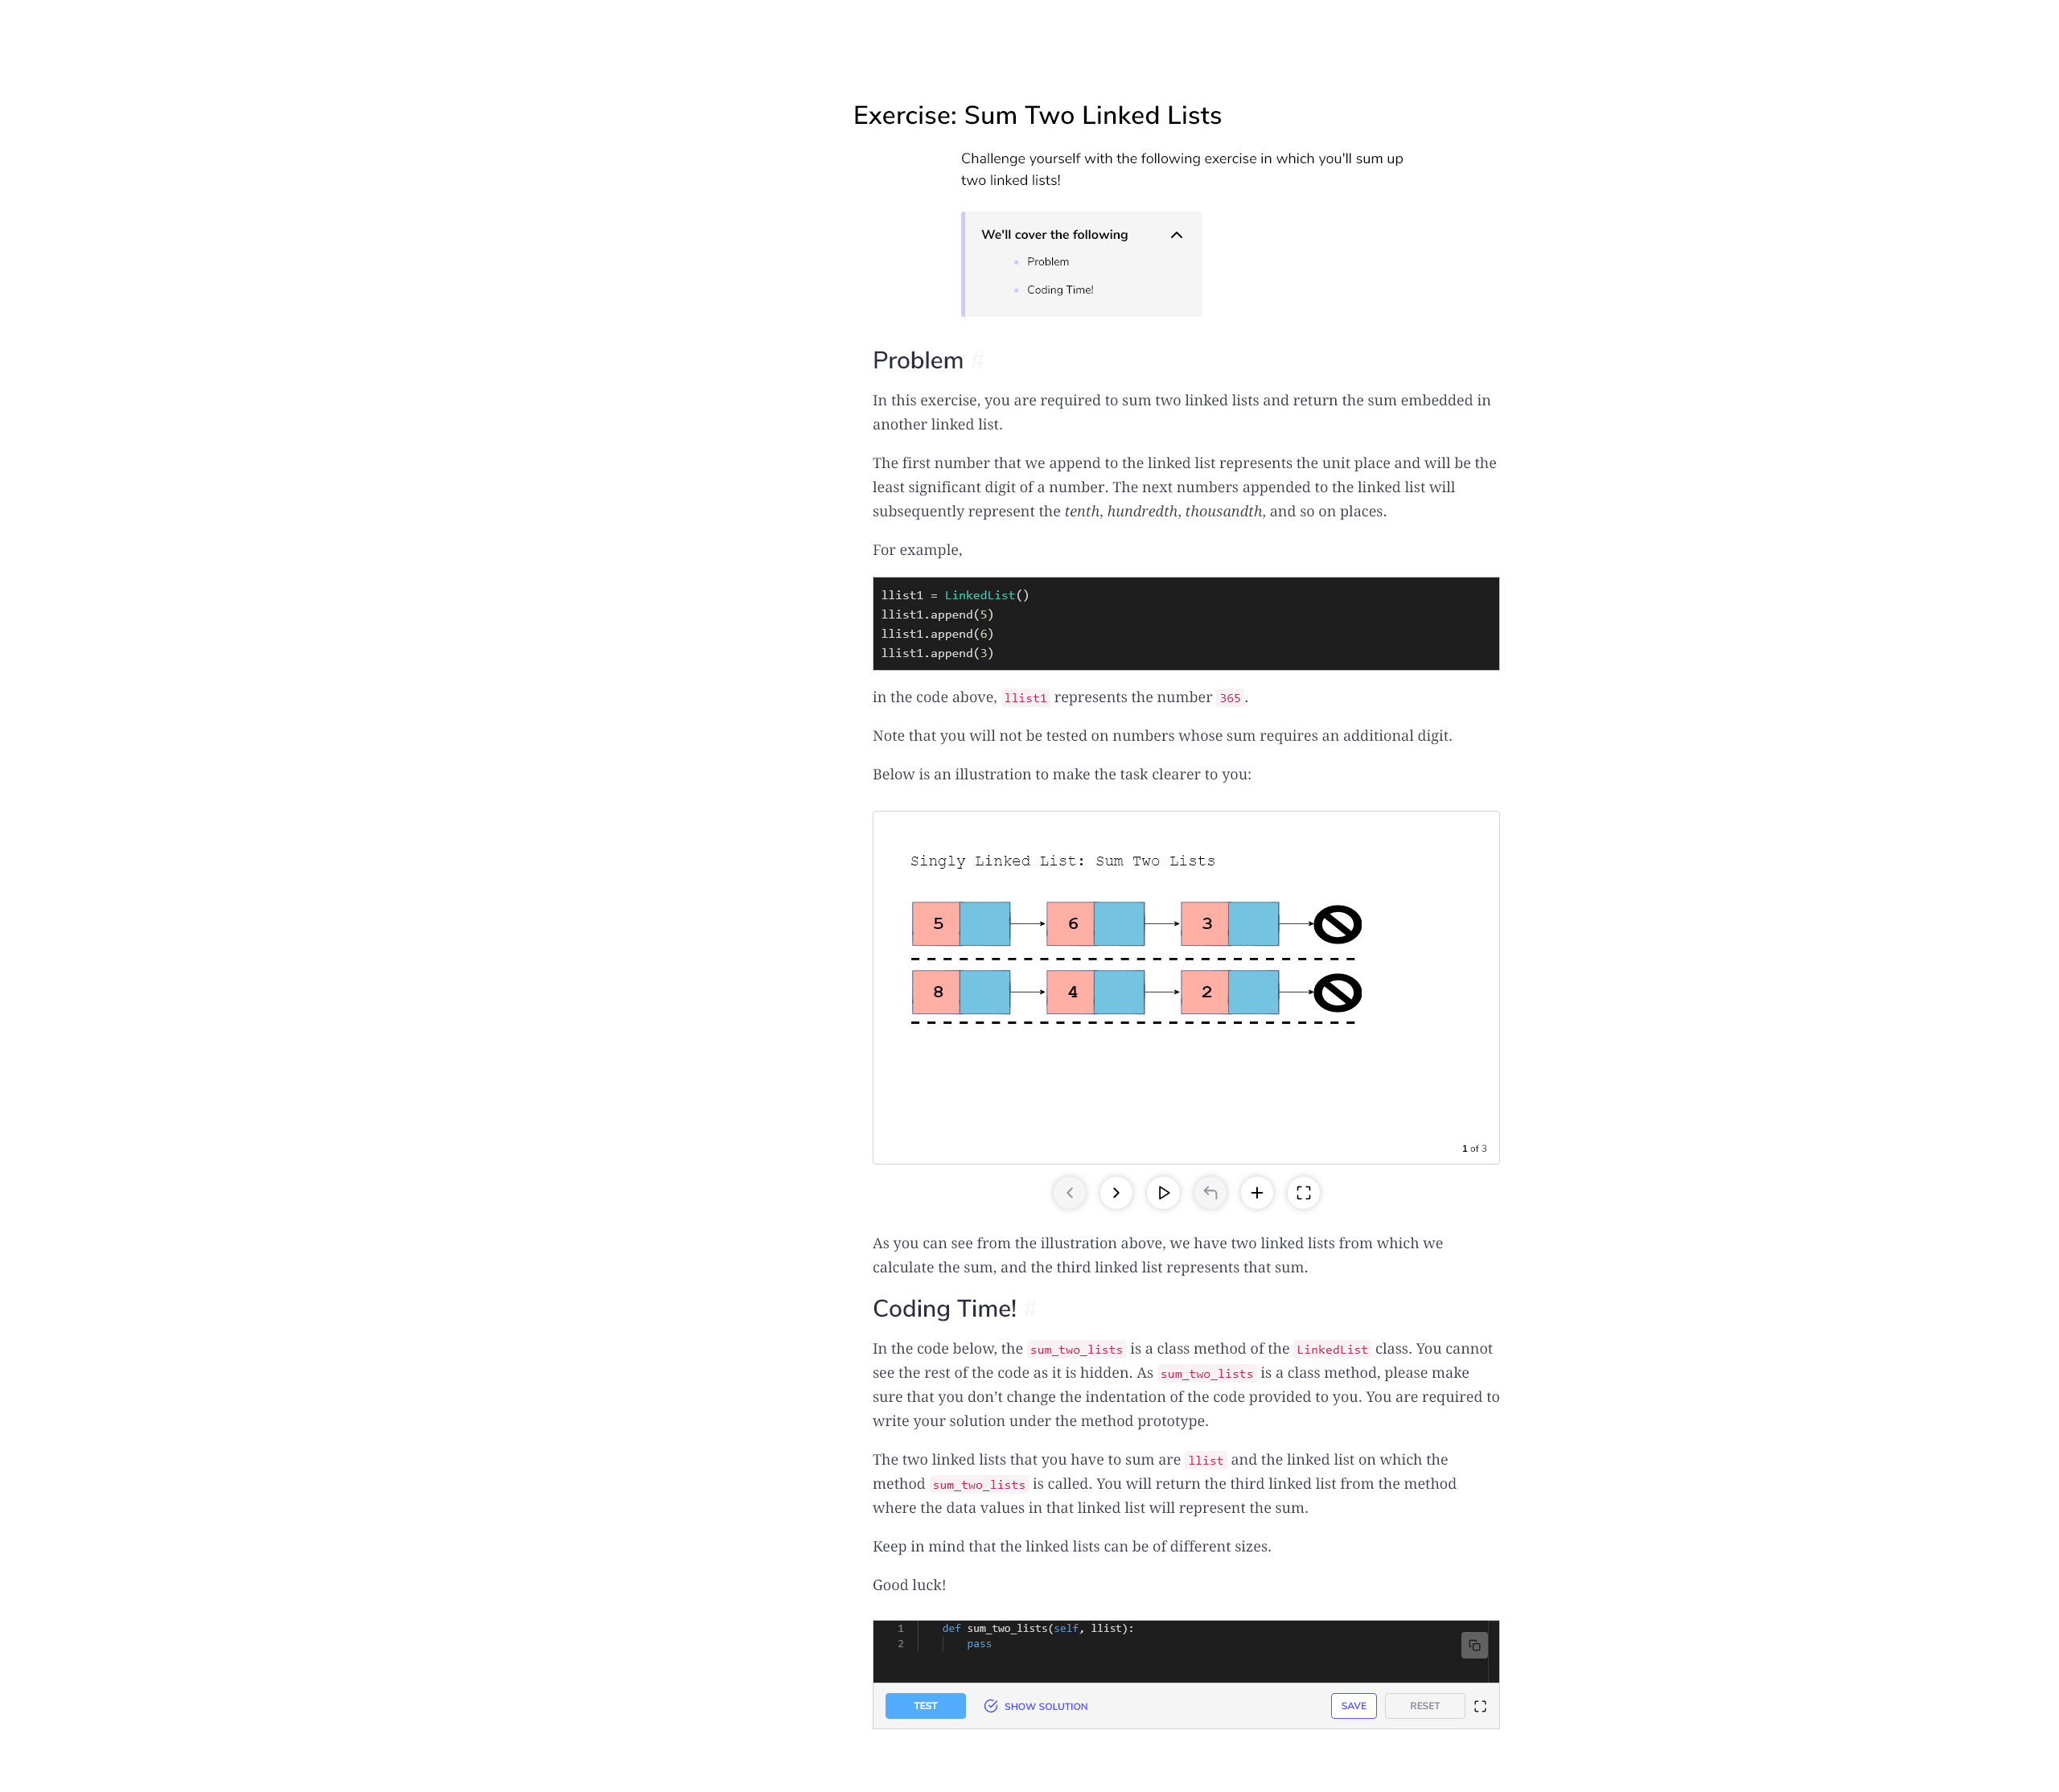 Exercise: Sum Two Linked Lists
Challenge yourself with the following exercise in which you'll sum up
two linked lists!
We'll cover the following
Problem
Coding Time!
Problem #
In this exercise, you are required to sum two linked lists and return the sum embedded in
another linked list.
The first number that we append to the linked list represents the unit place and will be the
least significant digit of a number. The next numbers appended to the linked list will
subsequently represent the tenth, hundredth, thousandth, and so on places.
For example,
llist1 = LinkedList()
llist1.append(5)
llist1.append(6)
llist1.append(3)
in the code above, llist1 represents the number 365.
Note that you will not be tested on numbers whose sum requires an additional digit.
Below is an illustration to make the task clearer to you:
Singly Linked List: Sum Two Lists
5 6 3
8 4 2
1 of 3
As you can see from the illustration above, we have two linked lists from which we
calculate the sum, and the third linked list represents that sum.
Coding Time! #
In the code below, the sum_two_lists is a class method of the LinkedList class. You cannot
see the rest of the code as it is hidden. As sum_two_lists is a class method, please make
sure that you don’t change the indentation of the code provided to you. You are required to
write your solution under the method prototype.
The two linked lists that you have to sum are llist and the linked list on which the
method sum_two_lists is called. You will return the third linked list from the method
where the data values in that linked list will represent the sum.
Keep in mind that the linked lists can be of different sizes.
Good luck!
1 def sum_two_lists(self, llist):
2 pass
TEST SHOW SOLUTION SAVE RESET